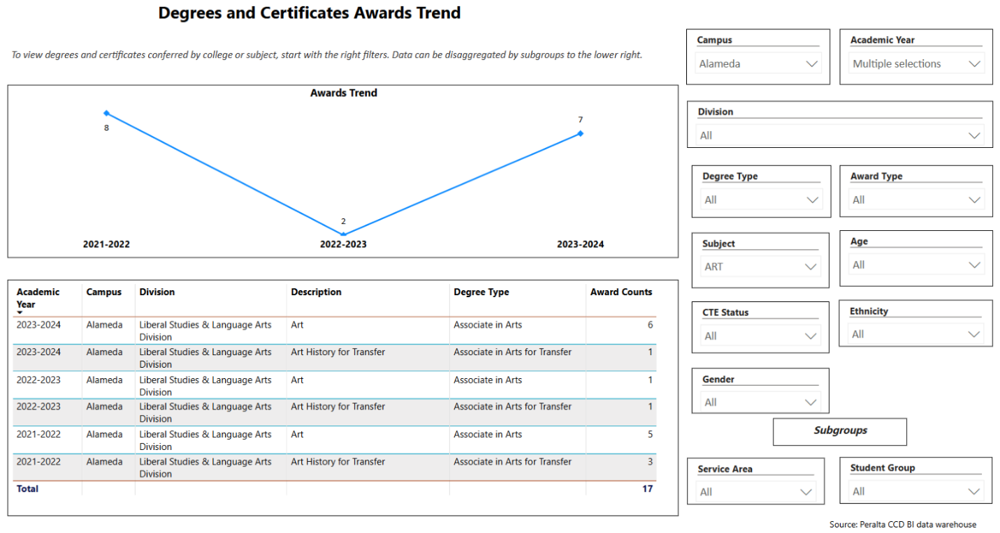 Degrees and Certificates Awards Trend
To view degrees and certificates conferred by college or subject, start with the right filters. Data can be disaggregated by subgroups to the lower right.
Awards Trend
8
2
7
2021-2022 2022-2023 2023-2024
Academic Year Campus Division Description Degree Type Award Counts
2023-2024 Alameda Liberal Studies & Language Arts Division Art Associate in Arts 6
2023-2024 Alameda Liberal Studies & Language Arts Division Art History for Transfer Associate in Arts for Transfer 1
2022-2023 Alameda Liberal Studies & Language Arts Division Art Associate in Arts 1
2022-2023 Alameda Liberal Studies & Language Arts Division Art History for Transfer Associate in Arts for Transfer 1
2021-2022 Alameda Liberal Studies & Language Arts Division Art Associate in Arts 5
2021-2022 Alameda Liberal Studies & Language Arts Division Art History for Transfer Associate in Arts for Transfer 3
Total 17
Campus
Alameda
Academic Year
Multiple selections
Division
All
Degree Type
All
Award Type
All
Subject
ART
Age
All
CTE Status
All
Ethnicity
All
Gender
All
Subgroups
Service Area
All
Student Group
All
Source: Peralta CCD BI data warehouse